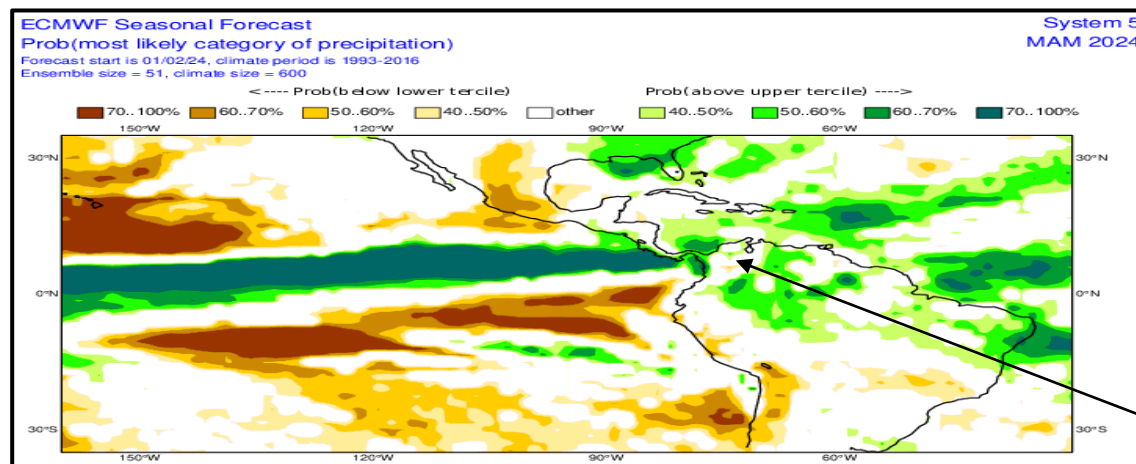 ECMWF Seasonal Forecast
System 5
Prob(most likely category of precipitation)
MAM 2024
Forecast start is 01/02/24, climate period is 1993-2016
Ensemble size = 51, climate size = 600
<---- Prob(below lower tercile)
Prob(above upper tercile) ---->
70..100% 60..70% 50..60% 40..50% other 40..50% 50..60% 60..70% 70..100%
150°W 120°W 90°W 60°W
30°N 30°N
0°N 0°N
30°S 30°S
150°W 120°W 90°W 60°W